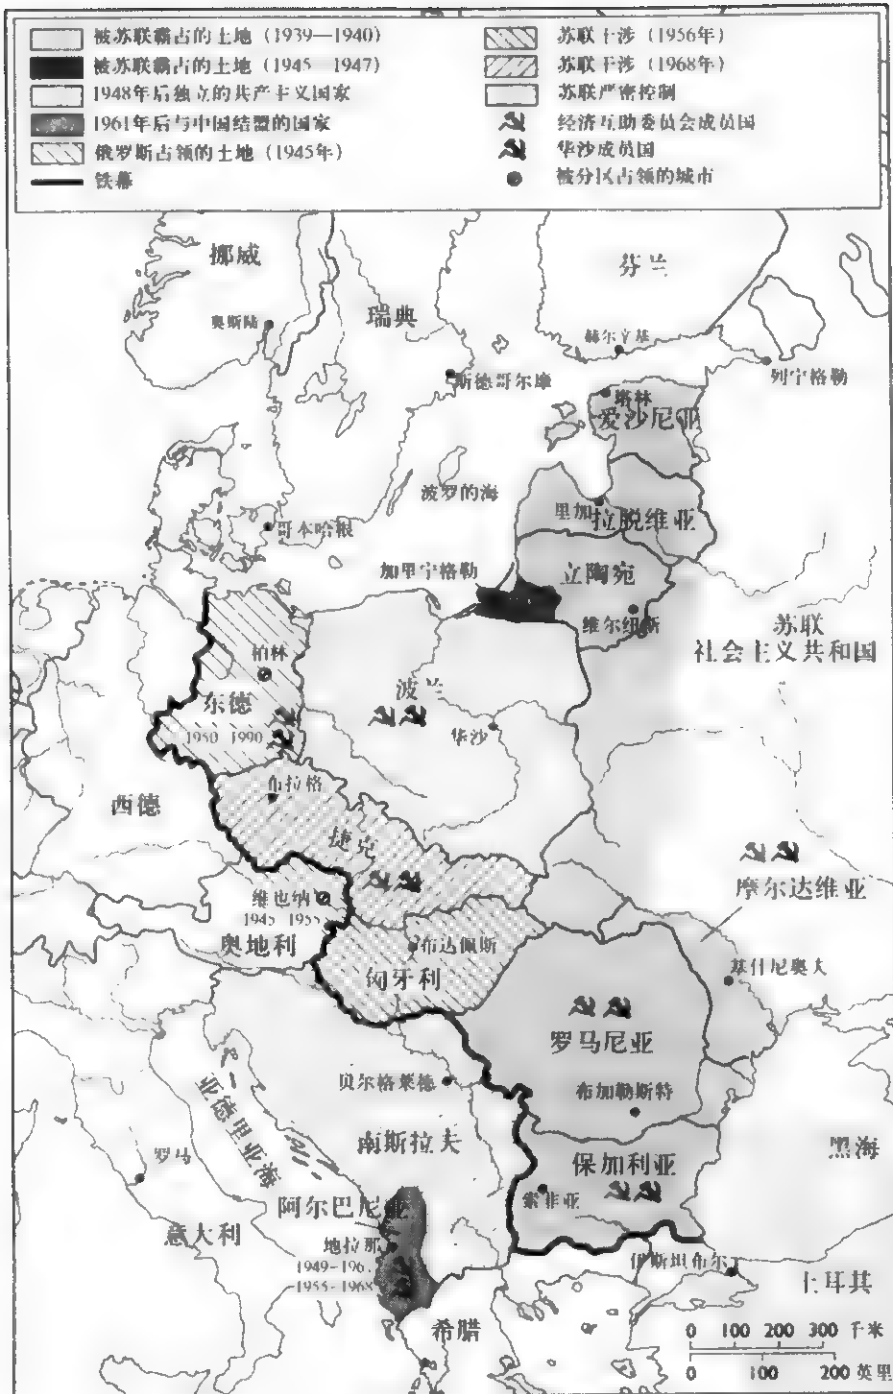 被苏联霸占的土地（1939—1940）
被苏联霸占的土地（1945—1947）
1948年后独立的共产主义国家
1961年后与中国结盟的国家
俄罗斯占领的土地（1945年）
铁幕
苏联干涉（1956年）
苏联干涉（1968年）
苏联严密控制
经济互助委员会成员国
华沙成员国
被分区占领的城市
挪威
芬兰
奥斯陆
瑞典
赫尔辛基
斯德哥尔摩
列宁格勒
塔林
爱沙尼亚
波罗的海
里加
拉脱维亚
哥本哈根
加里宁格勒
立陶宛
维尔纽斯
苏联
社会主义共和国
柏林
东德
1950—1990
波兰
华沙
西德
布拉格
捷克
维也纳
1945—1955
奥地利
布达佩斯
匈牙利
摩尔达维亚
基什尼奥夫
罗马尼亚
布加勒斯特
贝尔格莱德
亚德里亚海
南斯拉夫
罗马
意大利
保加利亚
索菲亚
黑海
阿尔巴尼亚
地拉那
1949-196
1955-1968
伊斯坦布尔
土耳其
希腊
0 100 200 300 千米
0 100 200 英里